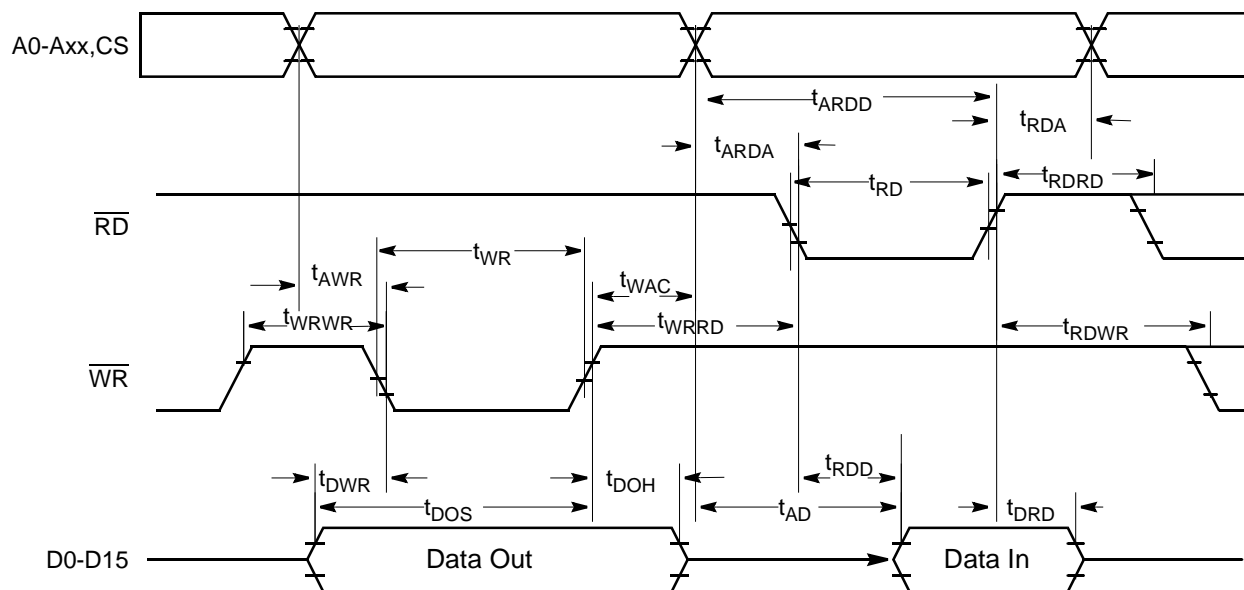 A0-Axx,CS
tARDD
tRDA
tARDA
tRD
tRDRD
RD
tWR
tAWR
tWAC
tWRWR
tWRRD
tRDWR
WR
tRDD
tDWR
tDOH
tDOS
tAD
tDRD
D0-D15
Data Out
Data In